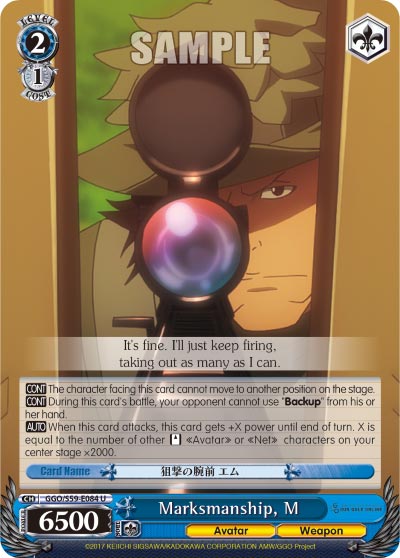 LEVEL
2
1
COST
SAMPLE
It's fine. I'll just keep firing,
taking out as many as I can.
CONT The character facing this card cannot move to another position on the stage.
CONT During this card's battle, your opponent cannot use "Backup" from his or
her hand.
AUTO When this card attacks, this card gets +X power until end of turn. X is
equal to the number of other «Avatar» or «Net» characters on your
center stage ×2000.
Card Name
狙撃の腕前 エム
CH GGO/S59-E084 U
POWER 6500
Marksmanship, M
Avatar Weapon
©2017 KEIICHI SIGSAWA/KADOKAWA CORPORATION AMW/GGO Project